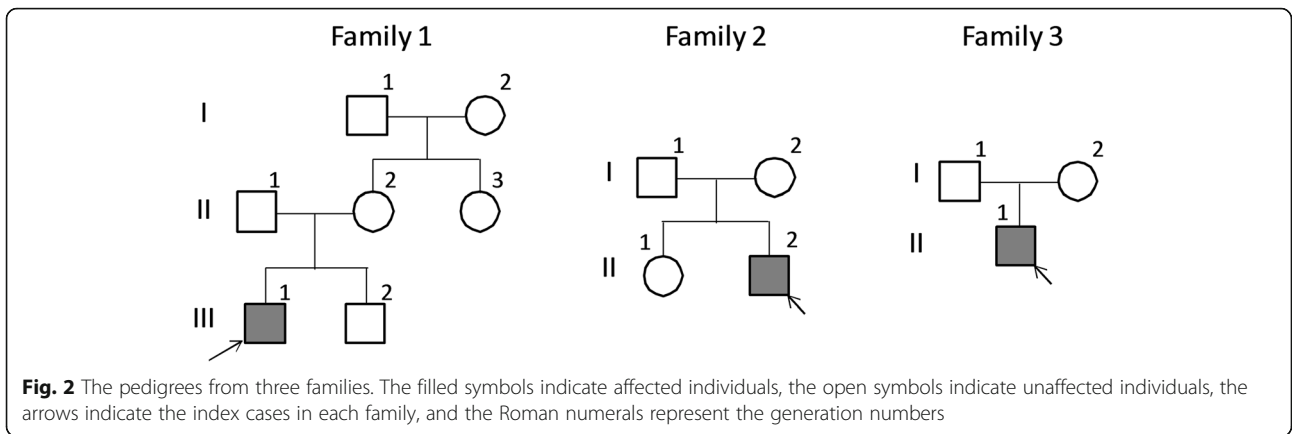 Family 1 Family 2 Family 3
1 2
I
1 2
I
1 2
I
1 2 3
II
1 2
II
1
II
1 2
III
Fig. 2 The pedigrees from three families. The filled symbols indicate affected individuals, the open symbols indicate unaffected individuals, the
arrows indicate the index cases in each family, and the Roman numerals represent the generation numbers